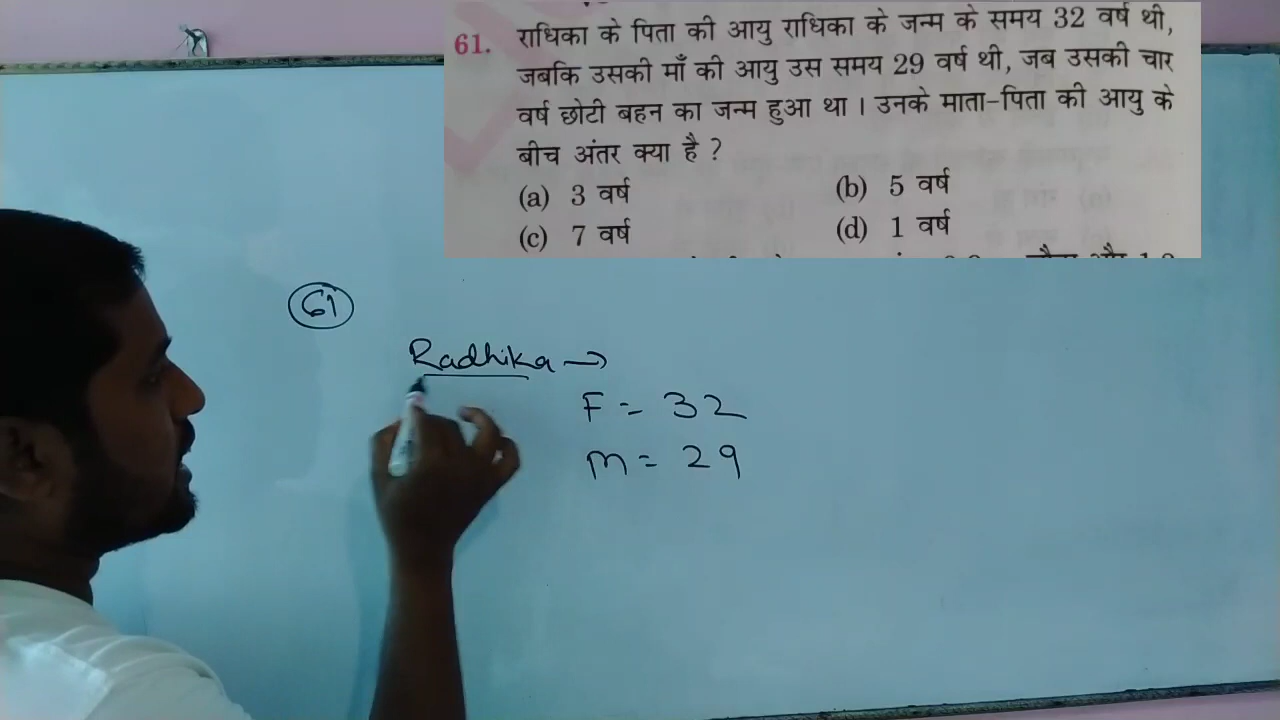 61. राधिका के पिता की आयु राधिका के जन्म के समय 32 वर्ष थी,
जबकि उसकी माँ की आयु उस समय 29 वर्ष थी, जब उसकी चार
वर्ष छोटी बहन का जन्म हुआ था। उनके माता-पिता की आयु के
बीच अंतर क्या है ?
(a) 3 वर्ष (b) 5 वर्ष
(c) 7 वर्ष (d) 1 वर्ष
61
Radhika →
F = 32
M = 29